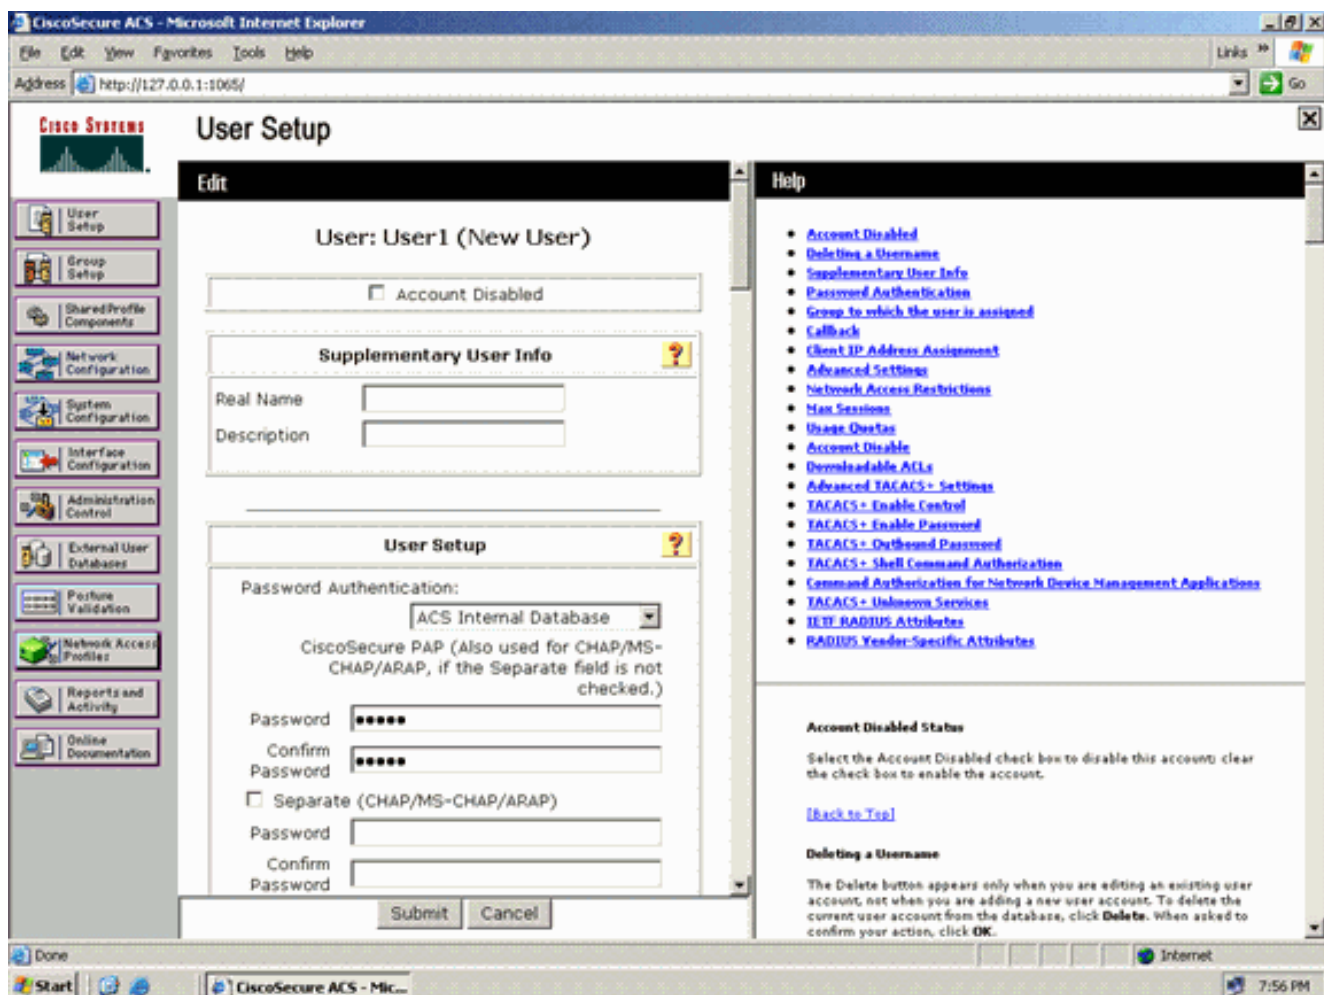 CiscoSecure ACS - Microsoft Internet Explorer
File Edit View Favorites Tools Help
Links »
Address http://127.0.0.1:1065/
Go
CISCO SYSTEMS
User Setup
User Setup
Group Setup
Shared Profile Components
Network Configuration
System Configuration
Interface Configuration
Administration Control
External User Databases
Posture Validation
Network Access Profiles
Reports and Activity
Online Documentation
Edit
User: User1 (New User)
Account Disabled
Supplementary User Info
?
Real Name
Description
User Setup
?
Password Authentication:
ACS Internal Database
CiscoSecure PAP (Also used for CHAP/MS-
CHAP/ARAP, if the Separate field is not
checked.)
Password •••••
Confirm
Password •••••
Separate (CHAP/MS-CHAP/ARAP)
Password
Confirm
Password
Submit Cancel
Help
• Account Disabled
• Deleting a Username
• Supplementary User Info
• Password Authentication
• Group to which the user is assigned
• Callback
• Client IP Address Assignment
• Advanced Settings
• Network Access Restrictions
• Max Sessions
• Usage Quotas
• Account Disable
• Downloadable ACLs
• Advanced TACACS+ Settings
• TACACS+ Enable Control
• TACACS+ Enable Password
• TACACS+ Outbound Password
• TACACS+ Shell Command Authorization
• Command Authorization for Network Device Management Applications
• TACACS+ Unknown Services
• IETF RADIUS Attributes
• RADIUS Vendor-Specific Attributes
Account Disabled Status
Select the Account Disabled check box to disable this account; clear
the check box to enable the account.
[Back to Top]
Deleting a Username
The Delete button appears only when you are editing an existing user
account, not when you are adding a new user account. To delete the
current user account from the database, click Delete. When asked to
confirm your action, click OK.
Done
Internet
Start
CiscoSecure ACS - Mic...
7:56 PM